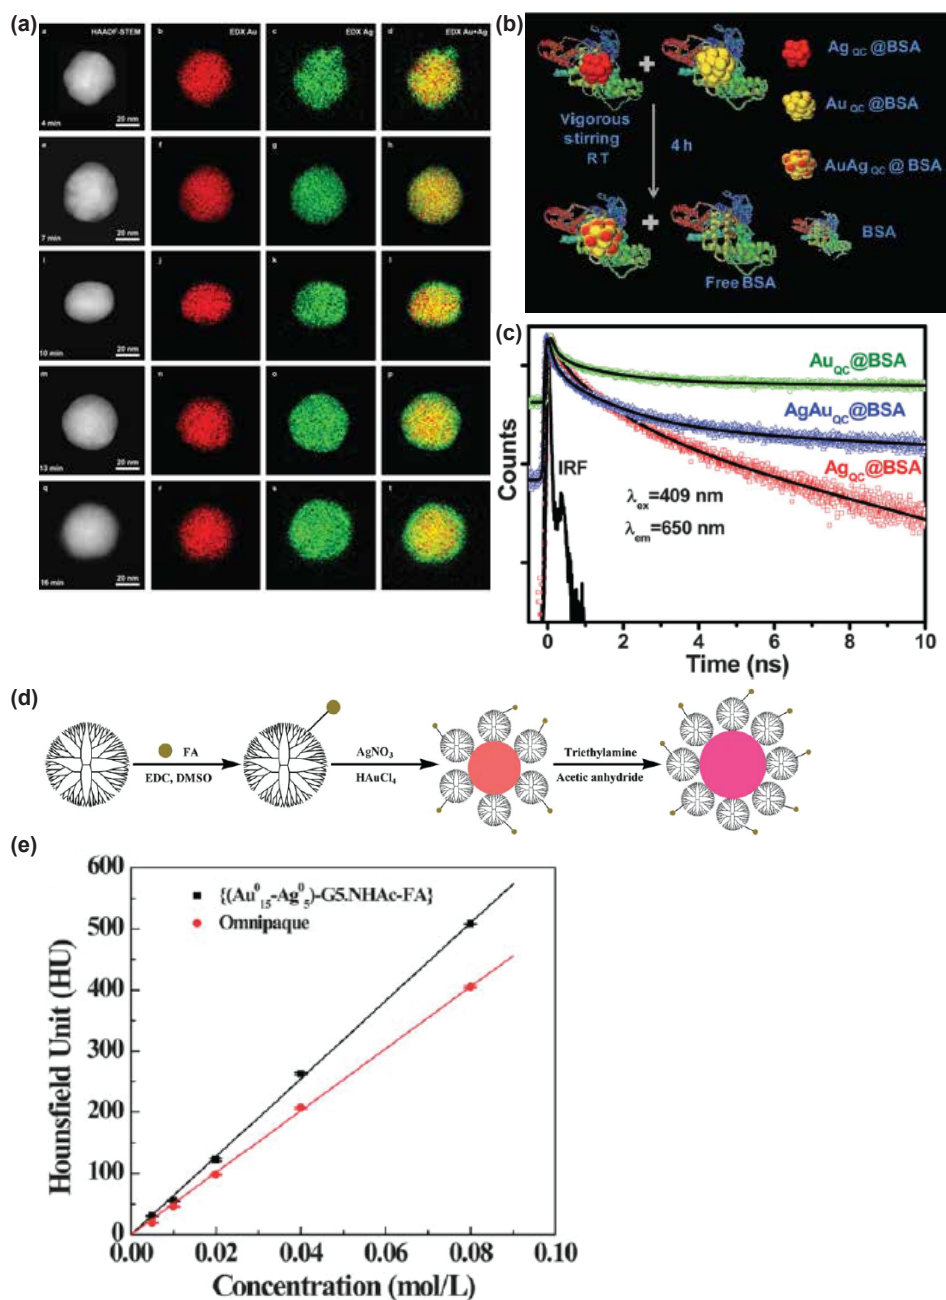 (a)
a HAADF-STEM
b EDX Au
c EDX Ag
d EDX Au+Ag
4 min
20 nm
e
f
g
h
7 min
20 nm
i
j
k
l
10 min
20 nm
m
n
o
p
13 min
20 nm
q
r
s
t
16 min
20 nm
(b)
Ag QC @BSA
Au QC @BSA
AuAg QC @BSA
+
Vigorous
stirring
RT
4 h
+
BSA
Free BSA
(c)
Au QC @BSA
AgAu QC @BSA
Ag QC @BSA
IRF
λex=409 nm
λem=650 nm
Counts
0 2 4 6 8 10
Time (ns)
(d)
FA
EDC, DMSO
AgNO3
HAuCl4
Triethylamine
Acetic anhydride
(e)
{(Au⁰15-Ag⁰5)-G5.NHAc-FA}
Omnipaque
Hounsfield Unit (HU)
600
500
400
300
200
100
0
0.00 0.02 0.04 0.06 0.08 0.10
Concentration (mol/L)